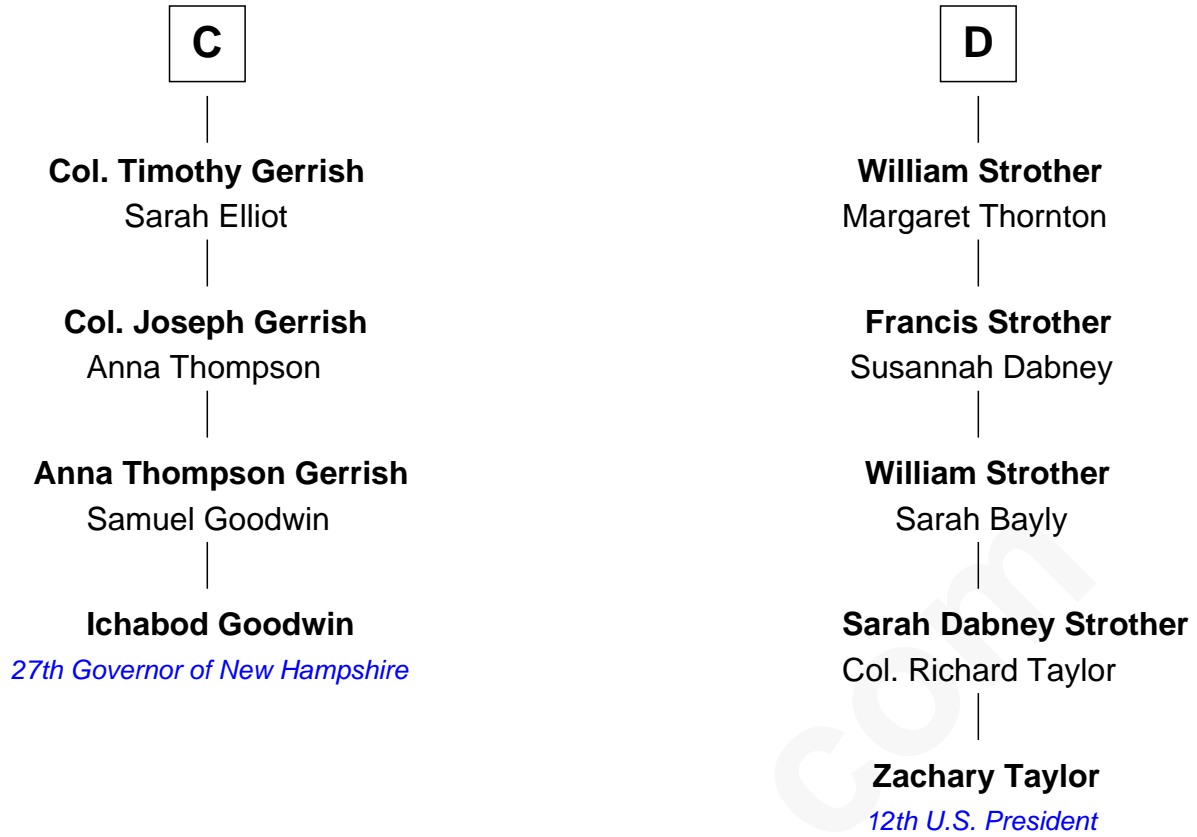 C
Col. Timothy Gerrish
Sarah Elliot
Col. Joseph Gerrish
Anna Thompson
Anna Thompson Gerrish
Samuel Goodwin
Ichabod Goodwin
27th Governor of New Hampshire
D
William Strother
Margaret Thornton
Francis Strother
Susannah Dabney
William Strother
Sarah Bayly
Sarah Dabney Strother
Col. Richard Taylor
Zachary Taylor
12th U.S. President
com